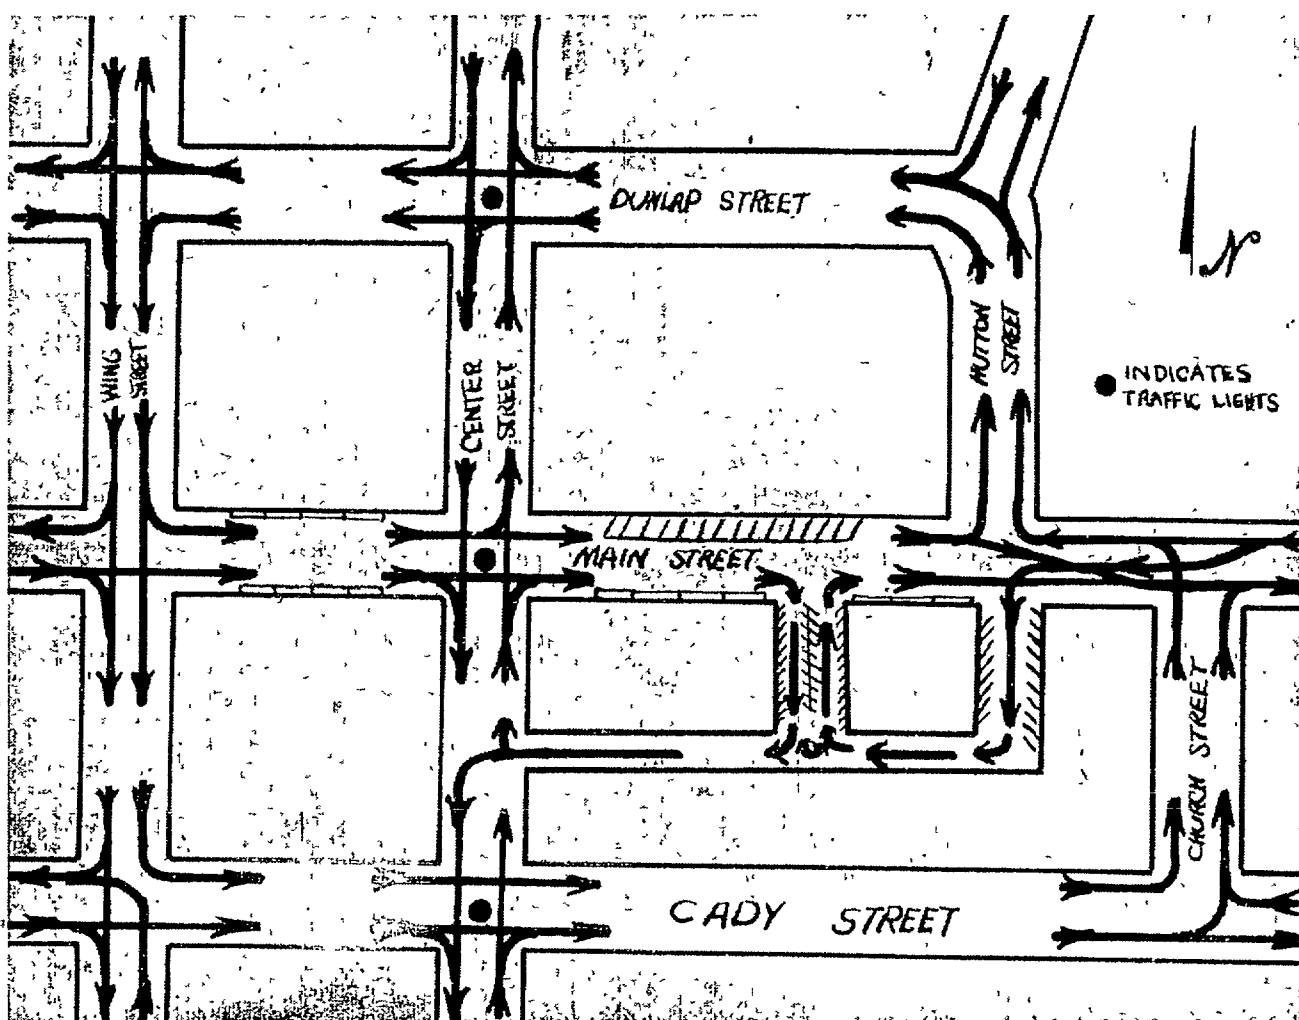 DUNLAP STREET
N
WING
STREET
CENTER
STREET
HUTTON
STREET
INDICATES
TRAFFIC LIGHTS
MAIN STREET
CHURCH STREET
CADY STREET